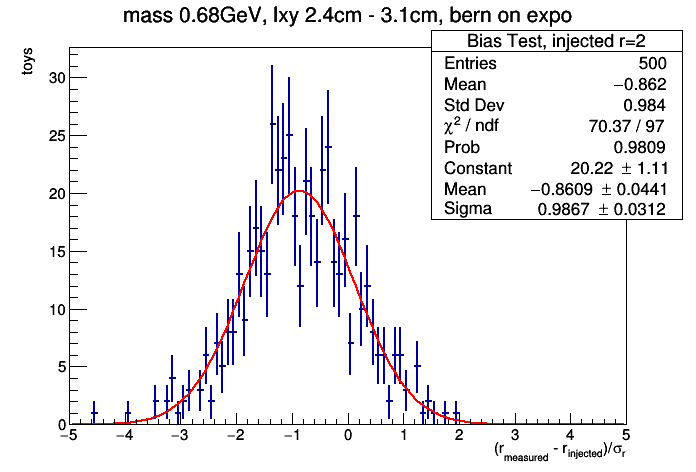 mass 0.68GeV, lxy 2.4cm - 3.1cm, bern on expo
Bias Test, injected r=2
Entries 500
Mean −0.862
Std Dev 0.984
χ² / ndf 70.37 / 97
Prob 0.9809
Constant 20.22 ± 1.11
Mean −0.8609 ± 0.0441
Sigma 0.9867 ± 0.0312
toys
30
25
20
15
10
5
0
−5 −4 −3 −2 −1 0 1 2 3 4 5
(r_measured - r_injected)/σ_r